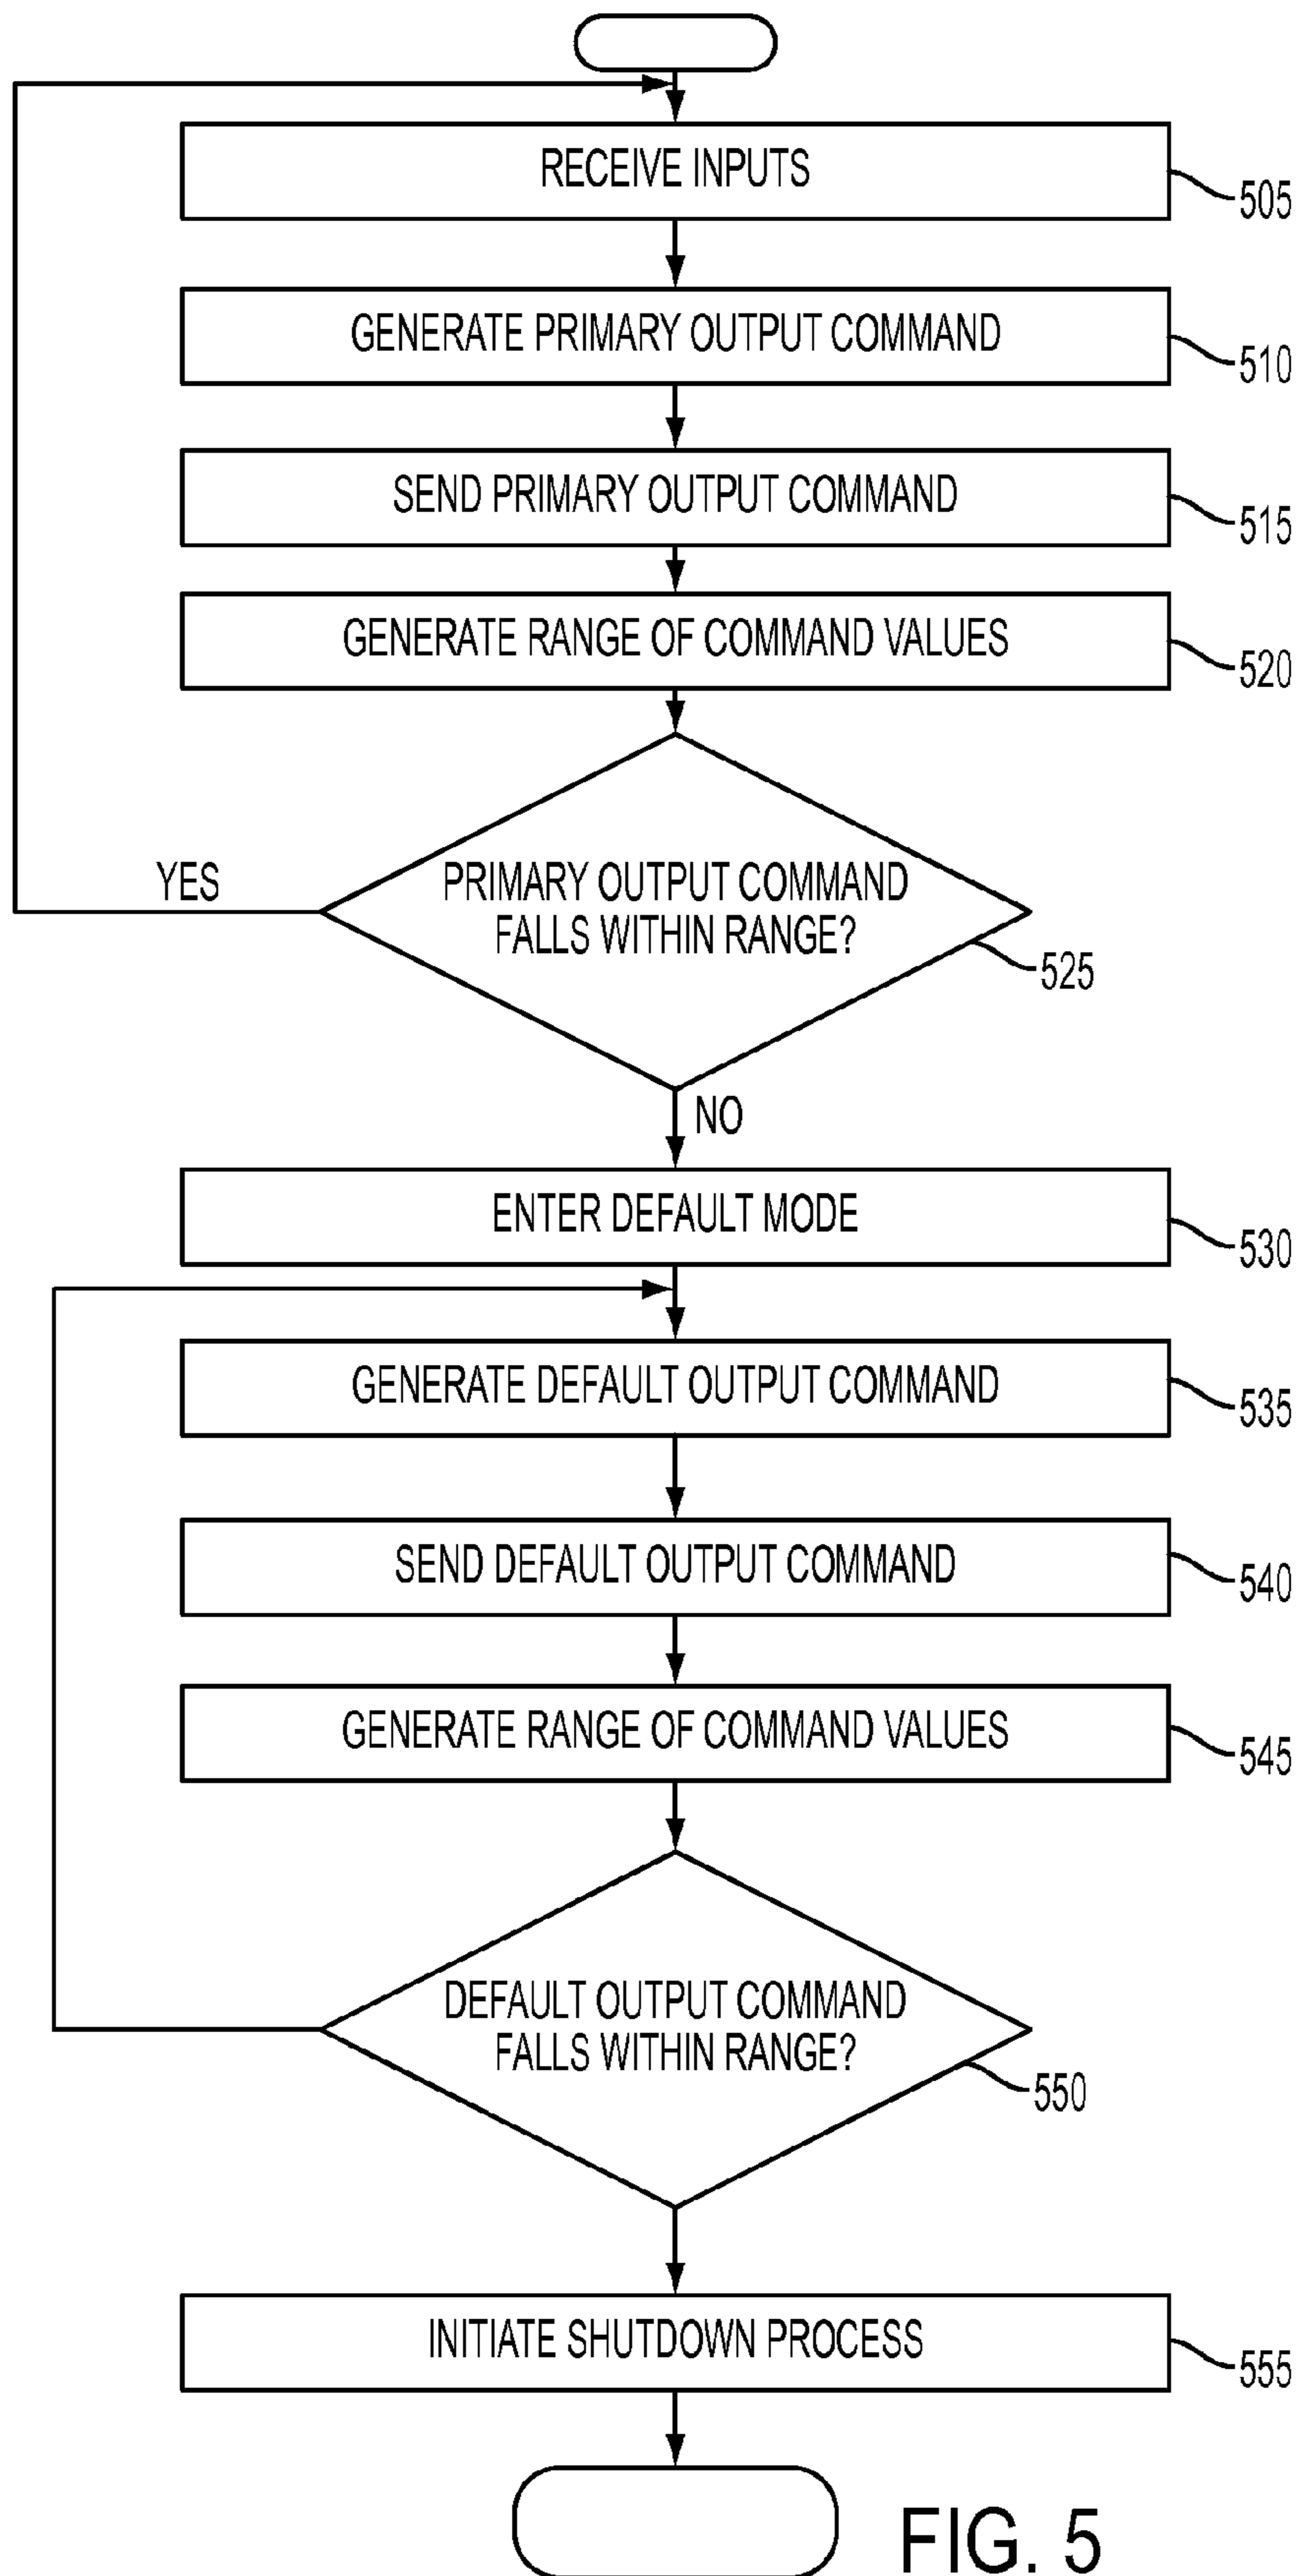 RECEIVE INPUTS
505
GENERATE PRIMARY OUTPUT COMMAND
510
SEND PRIMARY OUTPUT COMMAND
515
GENERATE RANGE OF COMMAND VALUES
520
YES
PRIMARY OUTPUT COMMAND
FALLS WITHIN RANGE?
525
NO
ENTER DEFAULT MODE
530
GENERATE DEFAULT OUTPUT COMMAND
535
SEND DEFAULT OUTPUT COMMAND
540
GENERATE RANGE OF COMMAND VALUES
545
DEFAULT OUTPUT COMMAND
FALLS WITHIN RANGE?
550
INITIATE SHUTDOWN PROCESS
555
FIG. 5